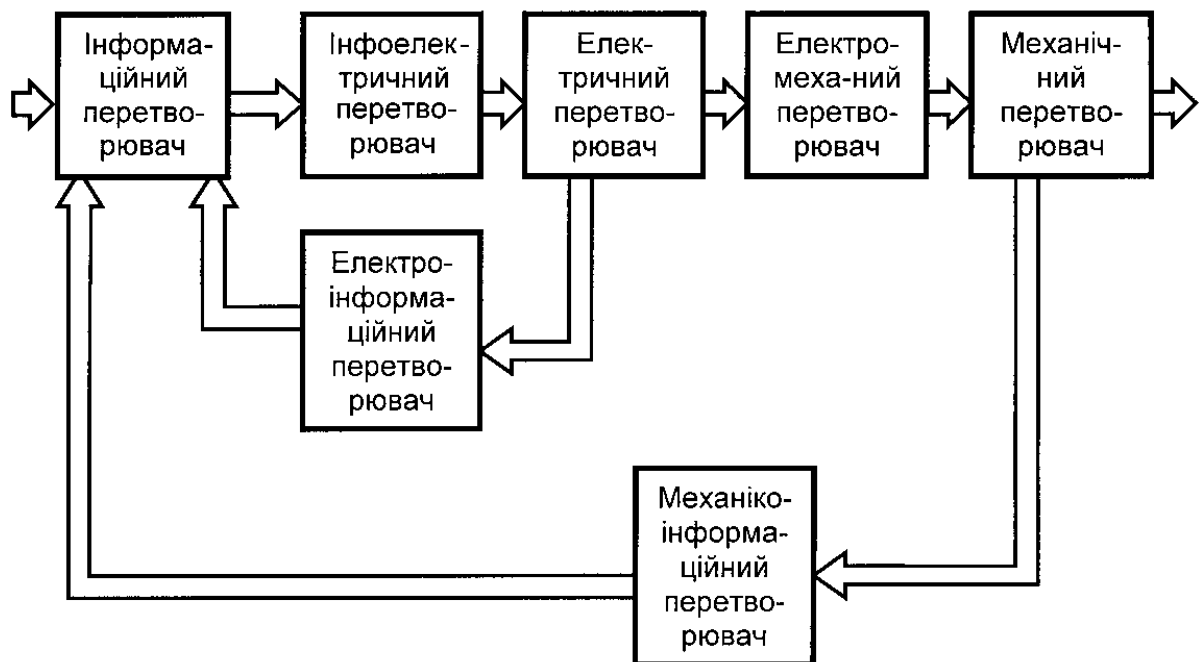 Інформа-
ційний
перетво-
рювач
Інфоелек-
тричний
перетво-
рювач
Елек-
тричний
перетво-
рювач
Електро-
меха-ний
перетво-
рювач
Механіч-
ний
перетво-
рювач
Електро-
інформа-
ційний
перетво-
рювач
Механіко-
інформа-
ційний
перетво-
рювач